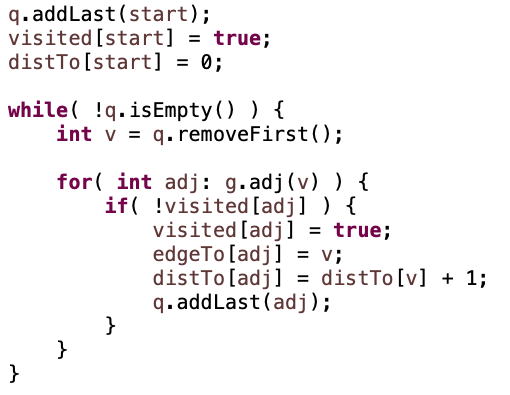 q.addLast(start);
visited[start] = true;
distTo[start] = 0;

while( !q.isEmpty() ) {
    int v = q.removeFirst();

    for( int adj: g.adj(v) ) {
        if( !visited[adj] ) {
            visited[adj] = true;
            edgeTo[adj] = v;
            distTo[adj] = distTo[v] + 1;
            q.addLast(adj);
        }
    }
}